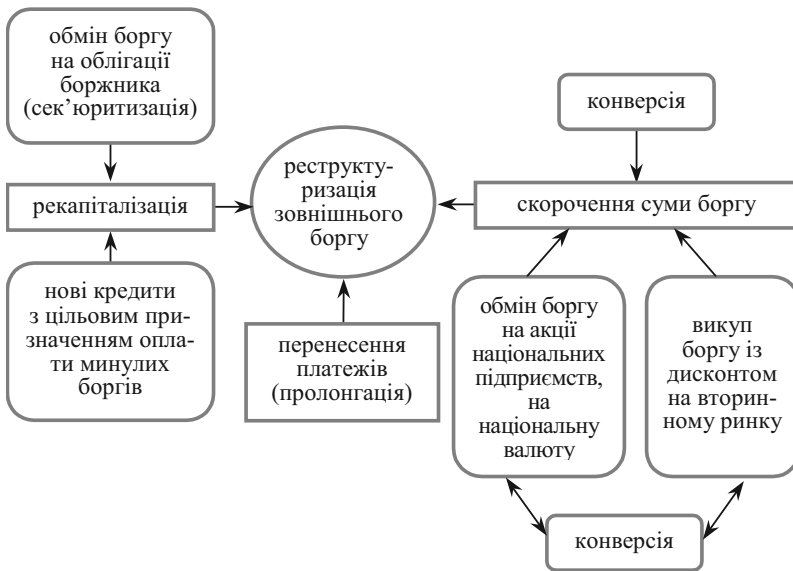 обмін боргу
на облігації
боржника
(сек’юритизація)
конверсія
рекапіталізація
реструкту-
ризація
зовнішнього
боргу
скорочення суми боргу
нові кредити
з цільовим при-
значенням опла-
ти минулих
боргів
перенесення
платежів
(пролонгація)
обмін боргу
на акції
національних
підприємств,
на
національну
валюту
викуп
боргу із
дисконтом
на вторин-
ному ринку
конверсія